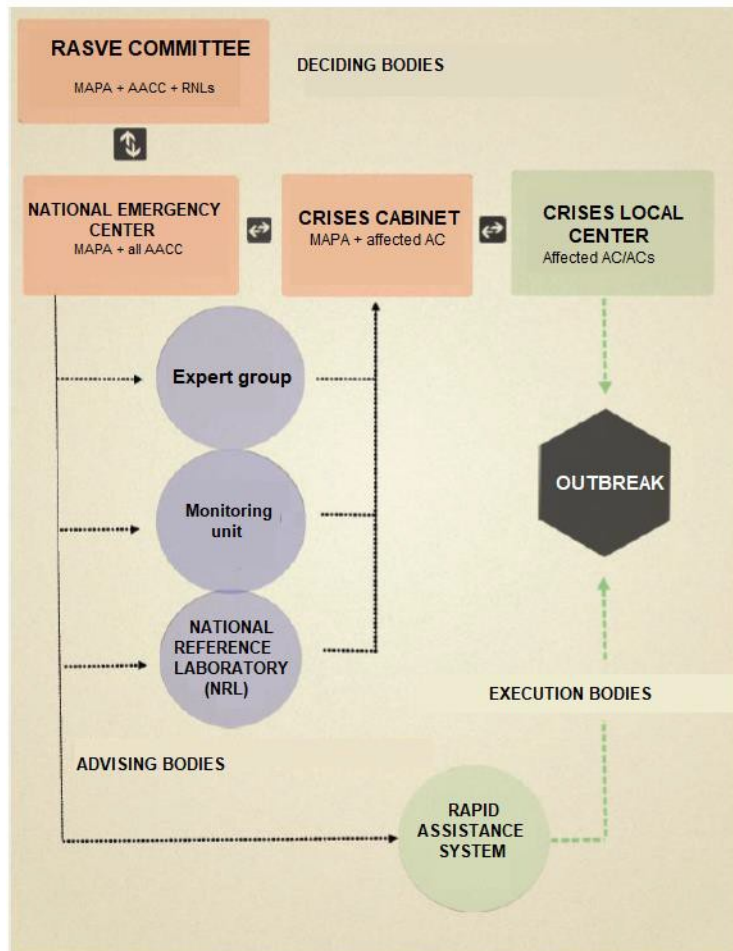 RASVE COMMITTEE
MAPA + AACC + RNLs
DECIDING BODIES
NATIONAL EMERGENCY
CENTER
MAPA + all AACC
CRISES CABINET
MAPA + affected AC
CRISES LOCAL
CENTER
Affected AC/ACs
Expert group
OUTBREAK
Monitoring
unit
NATIONAL
REFERENCE
LABORATORY
(NRL)
EXECUTION BODIES
ADVISING BODIES
RAPID
ASSISTANCE
SYSTEM